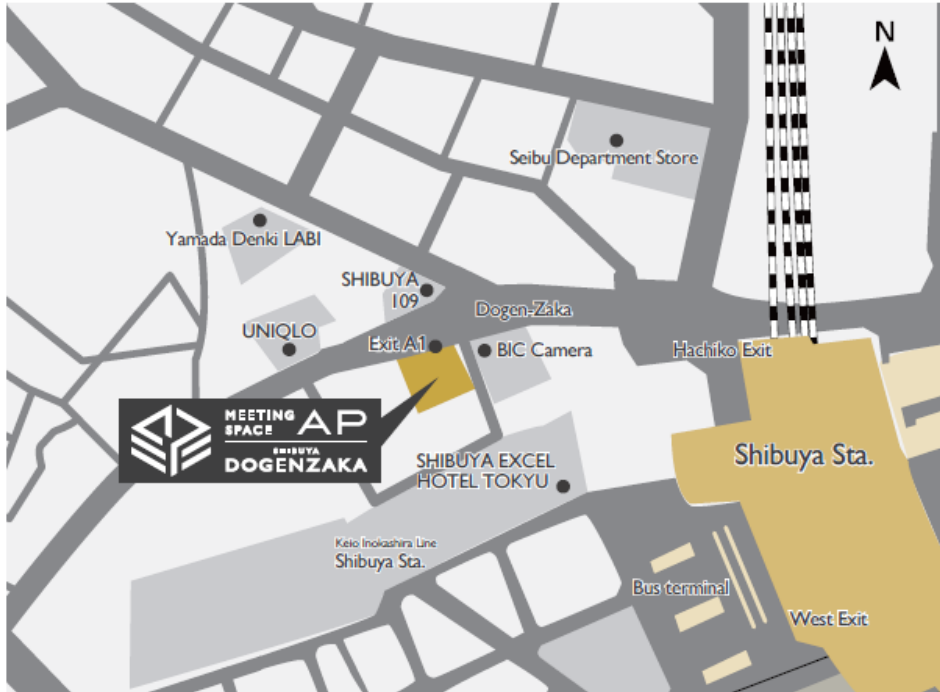 N
Seibu Department Store
Yamada Denki LABI
SHIBUYA
109
Dogen-Zaka
UNIQLO
Exit A1
BIC Camera
Hachiko Exit
MEETING
SPACE
AP
SHIBUYA
DOGENZAKA
SHIBUYA EXCEL
HOTEL TOKYU
Shibuya Sta.
Keio Inokashira Line
Shibuya Sta.
Bus terminal
West Exit